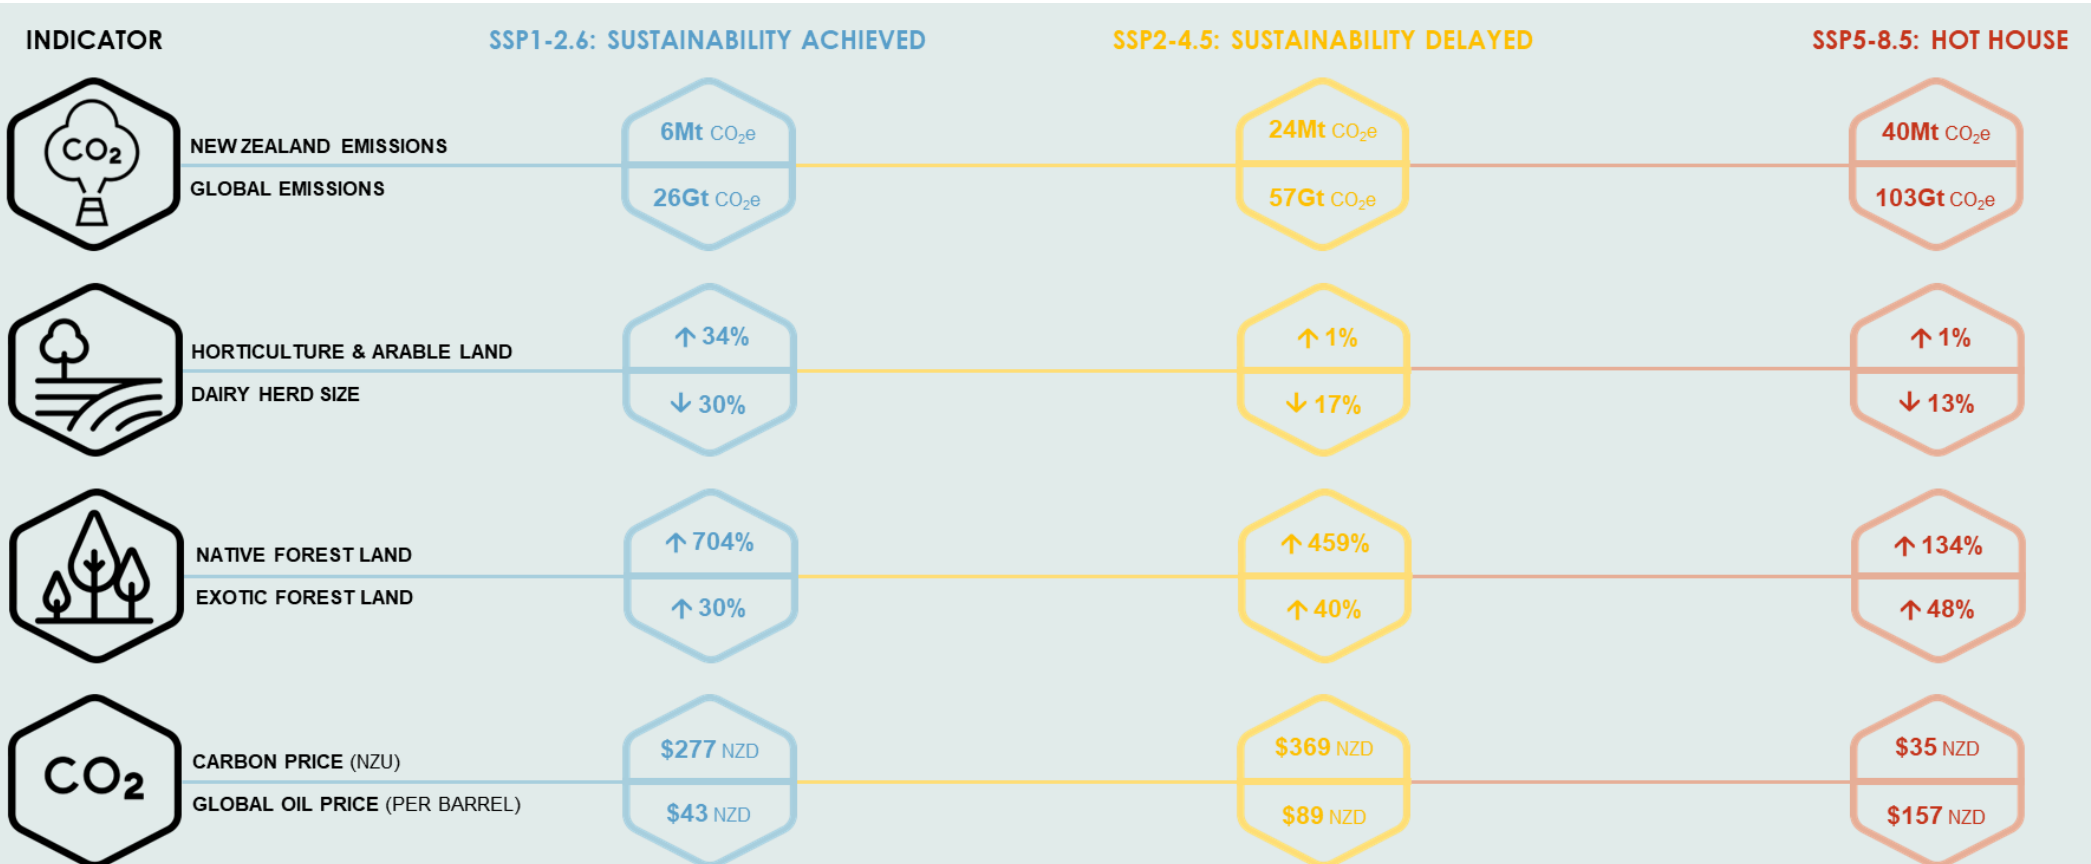 INDICATOR SSP1-2.6: SUSTAINABILITY ACHIEVED SSP2-4.5: SUSTAINABILITY DELAYED SSP5-8.5: HOT HOUSE
CO2
NEW ZEALAND EMISSIONS 6Mt CO2e 24Mt CO2e 40Mt CO2e
GLOBAL EMISSIONS 26Gt CO2e 57Gt CO2e 103Gt CO2e
HORTICULTURE & ARABLE LAND ↑ 34% ↑ 1% ↑ 1%
DAIRY HERD SIZE ↓ 30% ↓ 17% ↓ 13%
NATIVE FOREST LAND ↑ 704% ↑ 459% ↑ 134%
EXOTIC FOREST LAND ↑ 30% ↑ 40% ↑ 48%
CO2
CARBON PRICE (NZU) $277 NZD $369 NZD $35 NZD
GLOBAL OIL PRICE (PER BARREL) $43 NZD $89 NZD $157 NZD